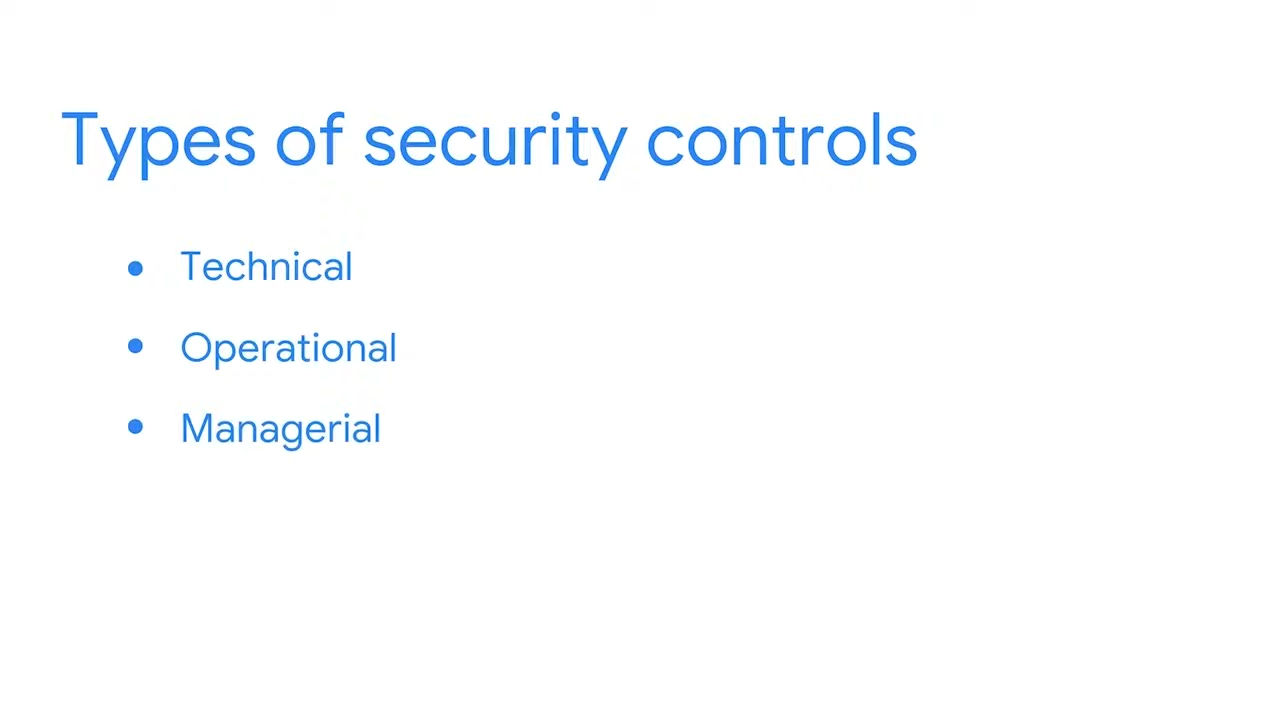 Types of security controls
• Technical
• Operational
• Managerial